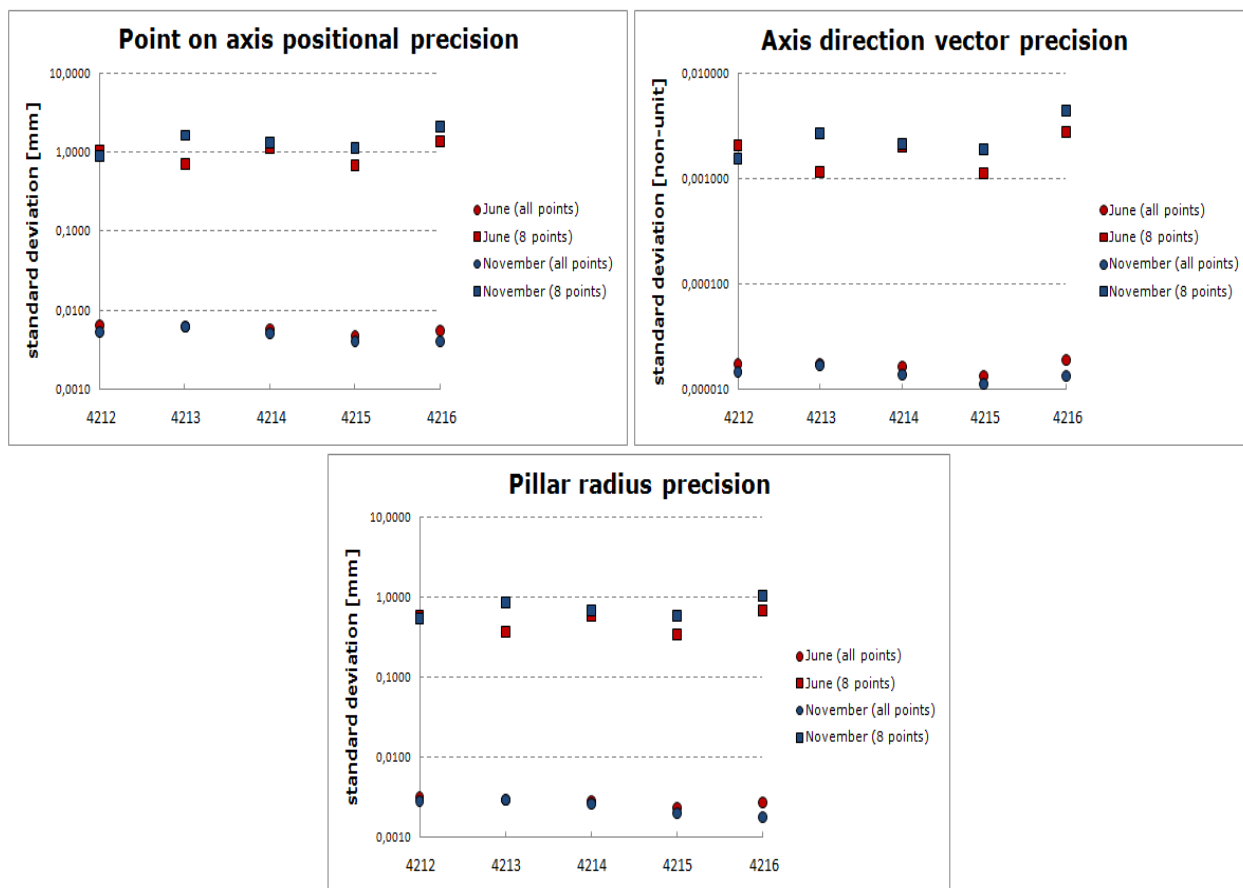 Point on axis positional precision
standard deviation [mm]
10,0000
1,0000
0,1000
0,0100
0,0010
4212 4213 4214 4215 4216
June (all points)
June (8 points)
November (all points)
November (8 points)
Axis direction vector precision
standard deviation [non-unit]
0,010000
0,001000
0,000100
0,000010
4212 4213 4214 4215 4216
June (all points)
June (8 points)
November (all points)
November (8 points)
Pillar radius precision
standard deviation [mm]
10,0000
1,0000
0,1000
0,0100
0,0010
4212 4213 4214 4215 4216
June (all points)
June (8 points)
November (all points)
November (8 points)